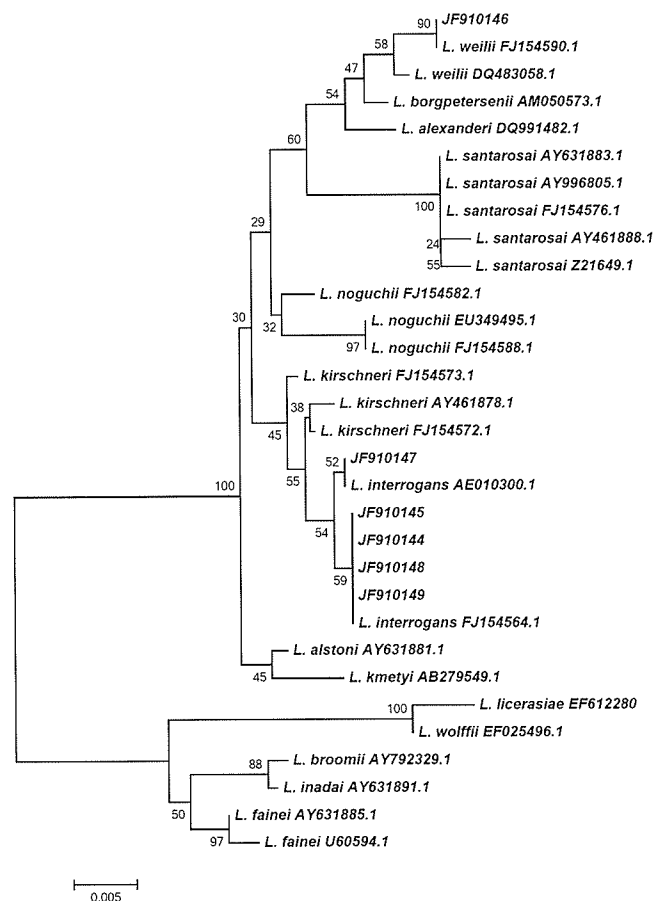 90
JF910146
L. weilii FJ154590.1
58
L. weilii DQ483058.1
47
L. borgpetersenii AM050573.1
54
L. alexanderi DQ991482.1
60
L. santarosai AY631883.1
L. santarosai AY996805.1
100
L. santarosai FJ154576.1
24
L. santarosai AY461888.1
55
L. santarosai Z21649.1
29
L. noguchii FJ154582.1
32
L. noguchii EU349495.1
97
L. noguchii FJ154588.1
30
L. kirschneri FJ154573.1
38
L. kirschneri AY461878.1
45
L. kirschneri FJ154572.1
52
JF910147
55
L. interrogans AE010300.1
100
JF910145
54
JF910144
59
JF910148
JF910149
L. interrogans FJ154564.1
L. alstoni AY631881.1
45
L. kmetyi AB279549.1
100
L. licerasiae EF612280
L. wolffii EF025496.1
88
L. broomii AY792329.1
L. inadai AY631891.1
50
L. fainei AY631885.1
97
L. fainei U60594.1
0.005